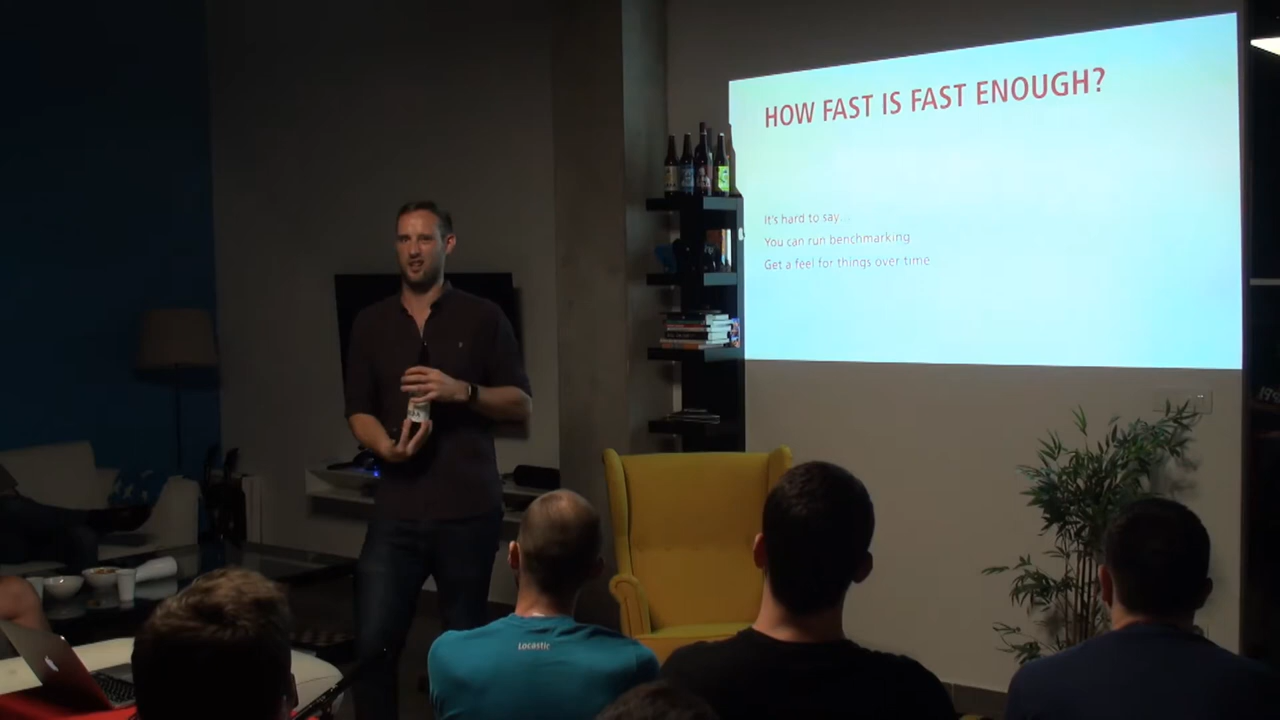 HOW FAST IS FAST ENOUGH?
It's hard to say...
You can run benchmarking
Get a feel for things over time
Locastic